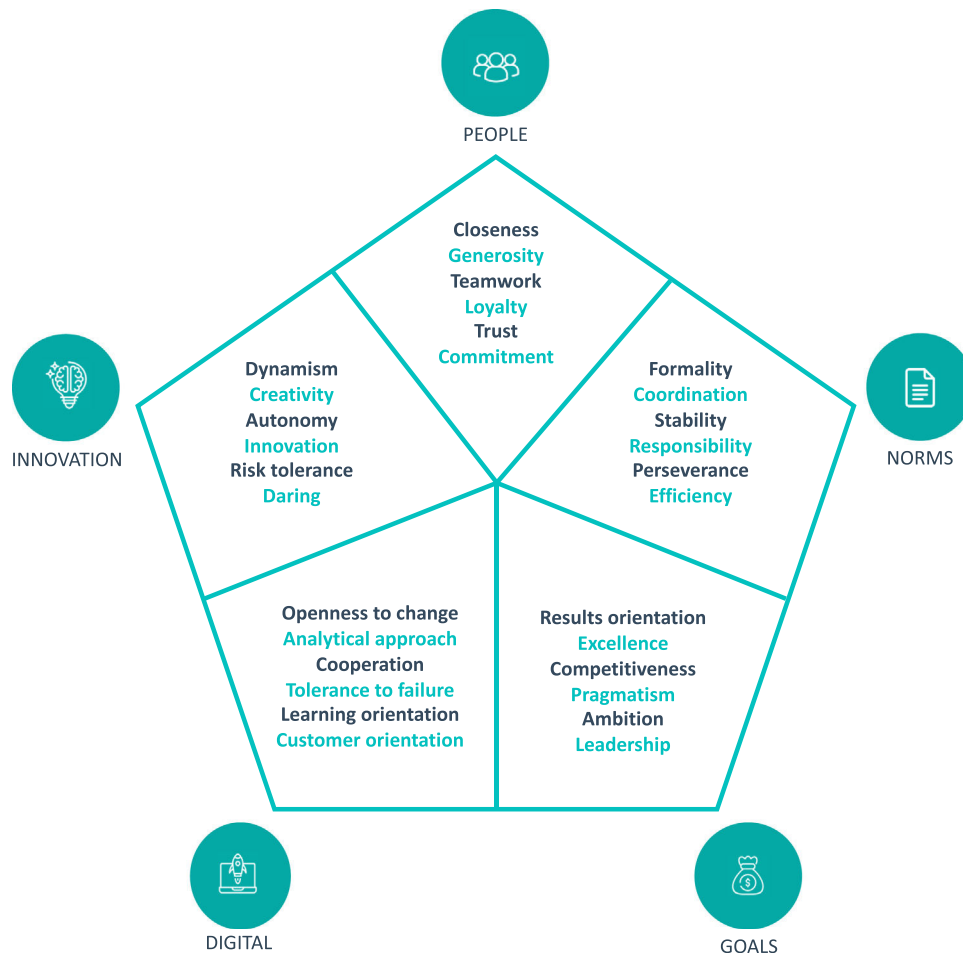 PEOPLE
Closeness
Generosity
Teamwork
Loyalty
Trust
Commitment
Dynamism
Creativity
Autonomy
Innovation
Risk tolerance
Daring
INNOVATION
Formality
Coordination
Stability
Responsibility
Perseverance
Efficiency
NORMS
Openness to change
Analytical approach
Cooperation
Tolerance to failure
Learning orientation
Customer orientation
DIGITAL
Results orientation
Excellence
Competitiveness
Pragmatism
Ambition
Leadership
$
GOALS